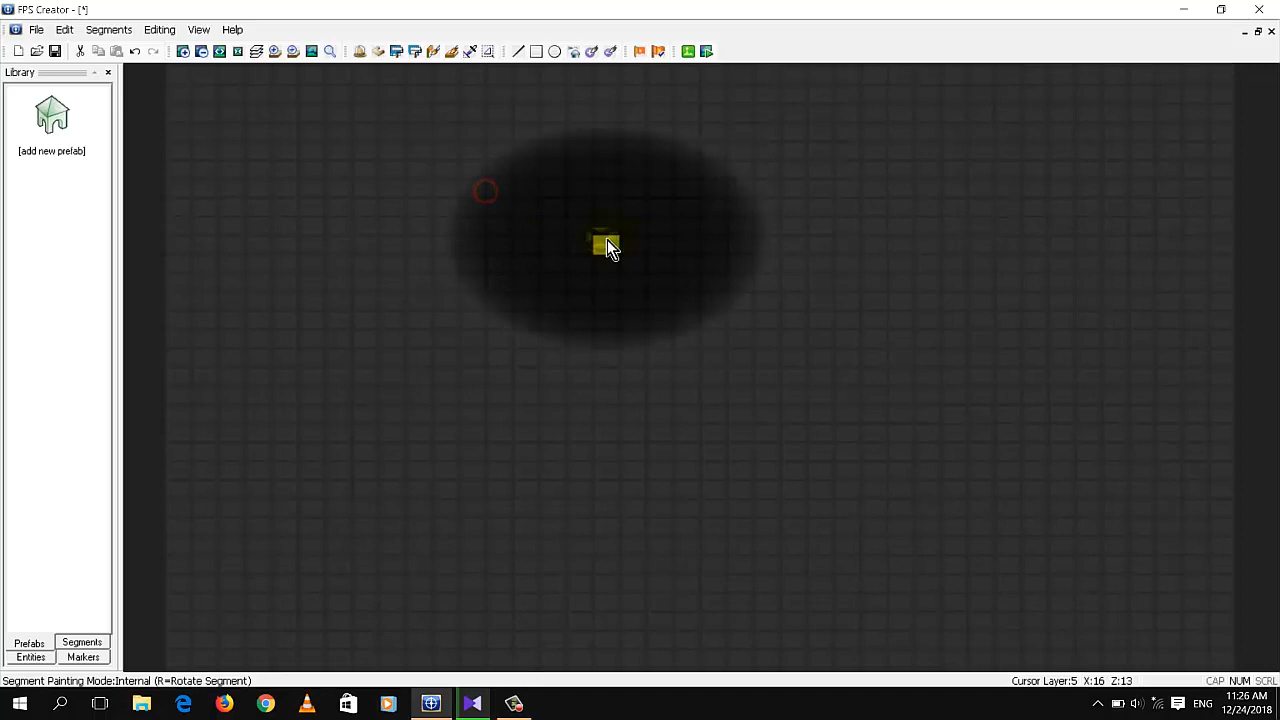 FPS Creator - [*]
File Edit Segments Editing View Help
Library
[add new prefab]
Prefabs Segments
Entities Markers
Segment Painting Mode:Internal (R=Rotate Segment)
Cursor Layer:5 X:16 Z:13
CAP NUM SCRL
ENG
11:26 AM
12/24/2018